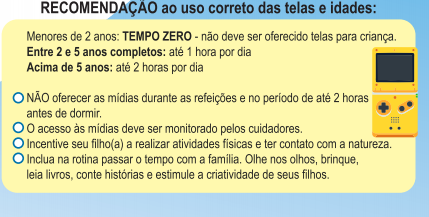 RECOMENDAÇÃO ao uso correto das telas e idades:
Menores de 2 anos: TEMPO ZERO - não deve ser oferecido telas para criança.
Entre 2 e 5 anos completos: até 1 hora por dia
Acima de 5 anos: até 2 horas por dia
NÃO oferecer as mídias durante as refeições e no período de até 2 horas
antes de dormir.
O acesso às mídias deve ser monitorado pelos cuidadores.
Incentive seu filho(a) a realizar atividades físicas e ter contato com a natureza.
Inclua na rotina passar o tempo com a família. Olhe nos olhos, brinque,
leia livros, conte histórias e estimule a criatividade de seus filhos.